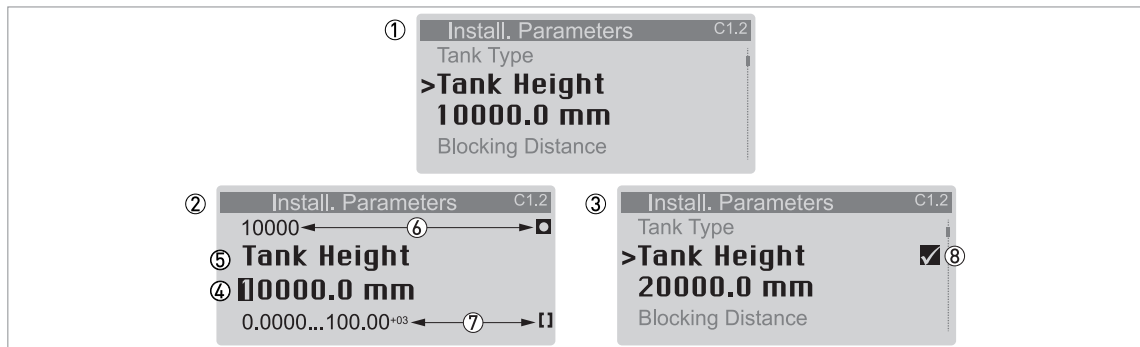 ①
Install. Parameters C1.2
Tank Type
>Tank Height
10000.0 mm
Blocking Distance
②
Install. Parameters C1.2
10000 ⑥
⑤ Tank Height
④ 10000.0 mm
0.0000...100.00+03 ⑦ []
③
Install. Parameters C1.2
Tank Type
>Tank Height ⑧
20000.0 mm
Blocking Distance